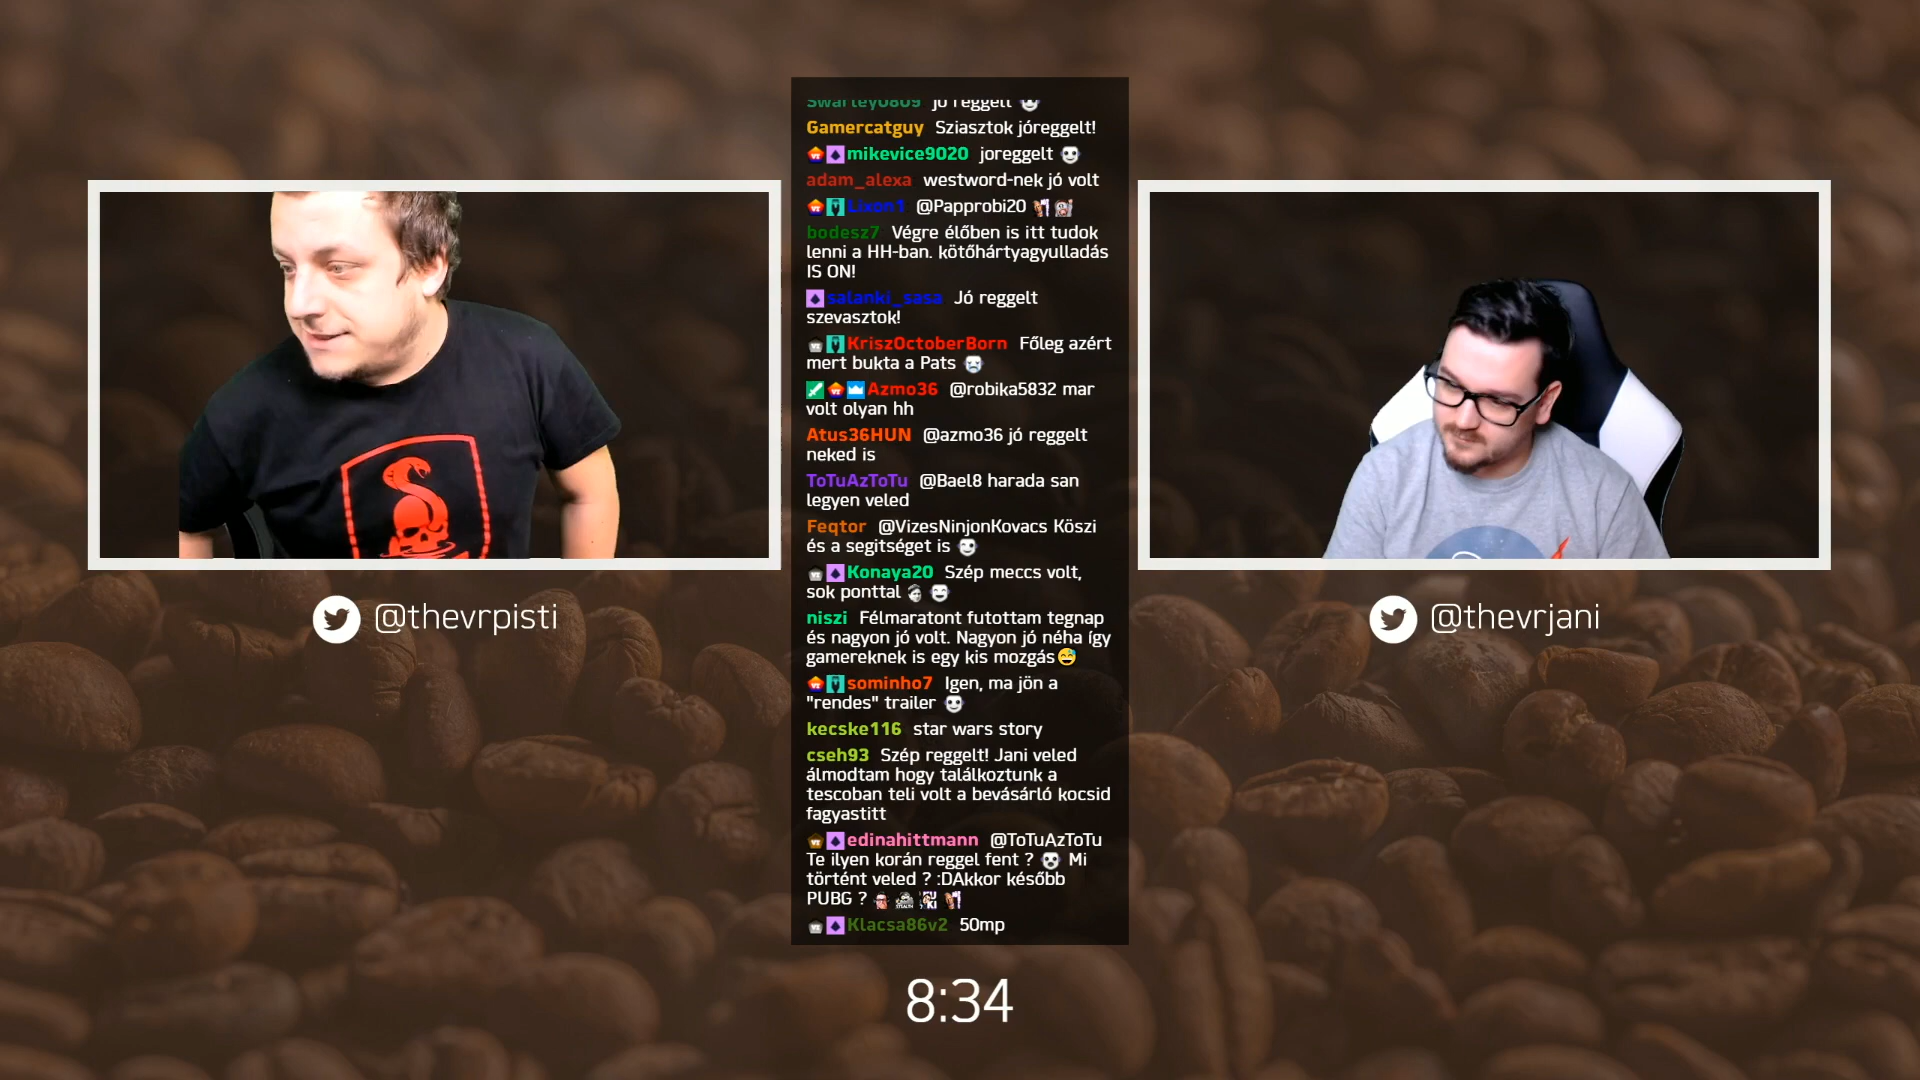 Swarley0809 jó reggelt
Gamercatguy Sziasztok jóreggelt!
mikevice9020 joreggelt
adam_alexa westword-nek jó volt
Lixon1 @Papprobi20
bodesz7 Végre élőben is itt tudok
lenni a HH-ban. kötőhártyagyulladás
IS ON!
salanki_sasa Jó reggelt
szevasztok!
KriszOctoberBorn Főleg azért
mert bukta a Pats
Azmo36 @robika5832 mar
volt olyan hh
Atus36HUN @azmo36 jó reggelt
neked is
ToTuAzToTu @Bael8 harada san
legyen veled
Feqtor @VizesNinjonKovacs Köszi
és a segitséget is
Konaya20 Szép meccs volt,
sok ponttal
niszi Félmaratont futottam tegnap
és nagyon jó volt. Nagyon jó néha így
gamereknek is egy kis mozgás
sominho7 Igen, ma jön a
"rendes" trailer
kecske116 star wars story
cseh93 Szép reggelt! Jani veled
álmodtam hogy találkoztunk a
tescoban teli volt a bevásárló kocsid
fagyastitt
edinahittmann @ToTuAzToTu
Te ilyen korán reggel fent ? Mi
történt veled ? :DAkkor később
PUBG ?
Klacsa86v2 50mp
@thevrpisti
@thevrjani
8:34